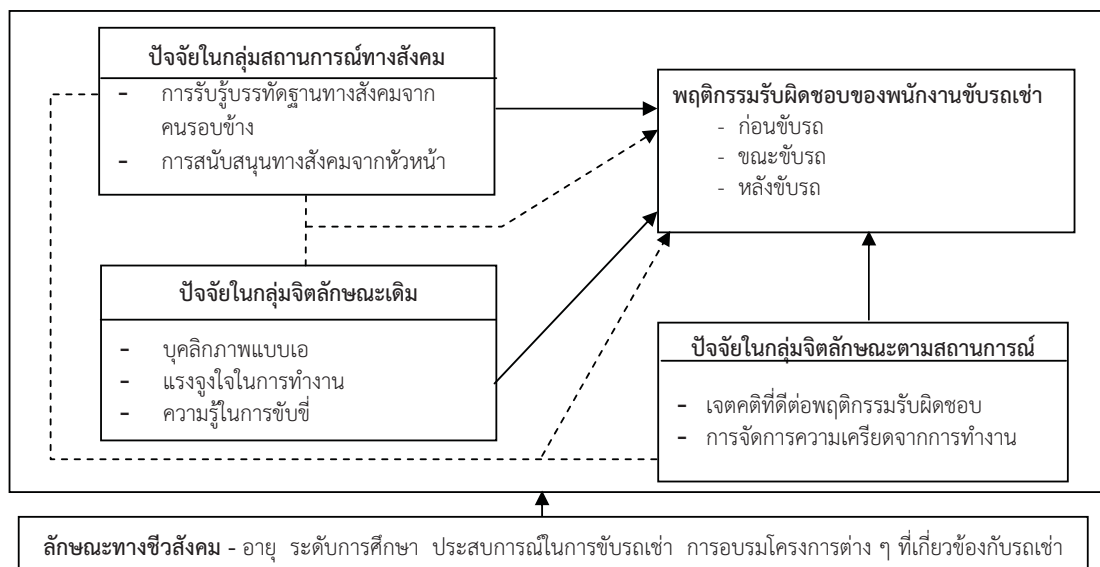 ปัจจัยในกลุ่มสถานการณ์ทางสังคม
- การรับรู้บรรทัดฐานทางสังคมจาก
คนรอบข้าง
- การสนับสนุนทางสังคมจากหัวหน้า
พฤติกรรมรับผิดชอบของพนักงานขับรถเช่า
- ก่อนขับรถ
- ขณะขับรถ
- หลังขับรถ
ปัจจัยในกลุ่มจิตลักษณะเดิม
- บุคลิกภาพแบบเอ
- แรงจูงใจในการทำงาน
- ความรู้ในการขับขี่
ปัจจัยในกลุ่มจิตลักษณะตามสถานการณ์
- เจตคติที่ดีต่อพฤติกรรมรับผิดชอบ
- การจัดการความเครียดจากการทำงาน
ลักษณะทางชีวสังคม - อายุ ระดับการศึกษา ประสบการณ์ในการขับรถเช่า การอบรมโครงการต่าง ๆ ที่เกี่ยวข้องกับรถเช่า